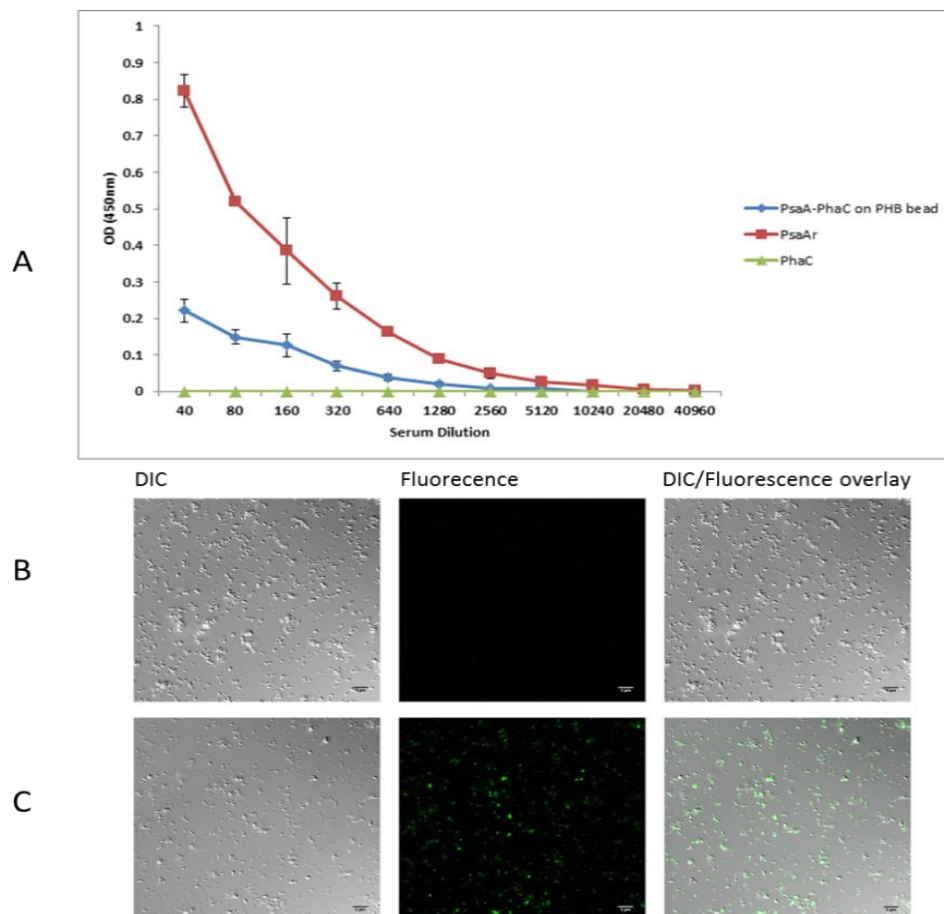 A
OD (450nm)
1
0.9
0.8
0.7
0.6
0.5
0.4
0.3
0.2
0.1
0
40 80 160 320 640 1280 2560 5120 10240 20480 40960
Serum Dilution
PsaA-PhaC on PHB bead
PsaAr
PhaC
DIC Fluorecence DIC/Fluorescence overlay
B
C